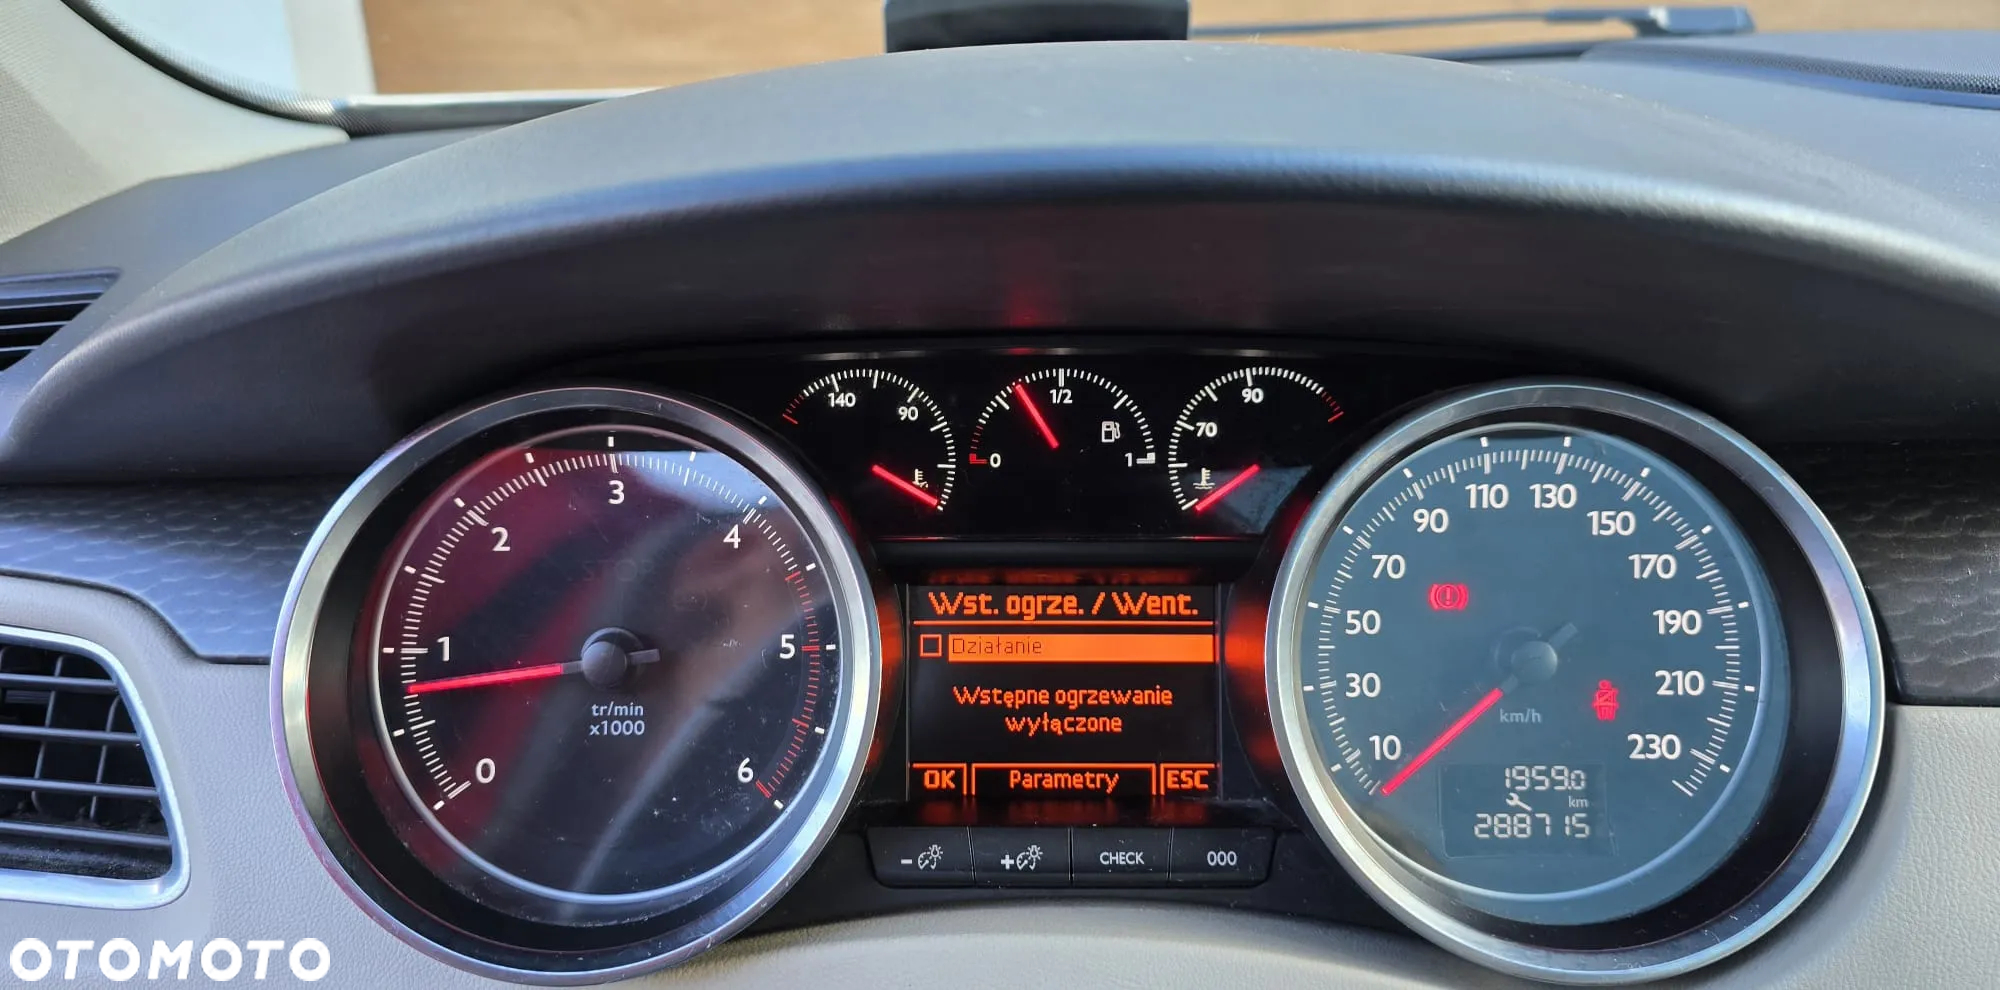 140 90
0 1/2 1
70 90
0 1 2 3 4 5 6
tr/min
x1000
Wst. ogrze. / Went.
Działanie
Wstępne ogrzewanie
wyłączone
OK Parametry ESC
- + CHECK 000
10 30 50 70 90 110 130 150 170 190 210 230
km/h
1959.0
km
288715
OTOMOTO